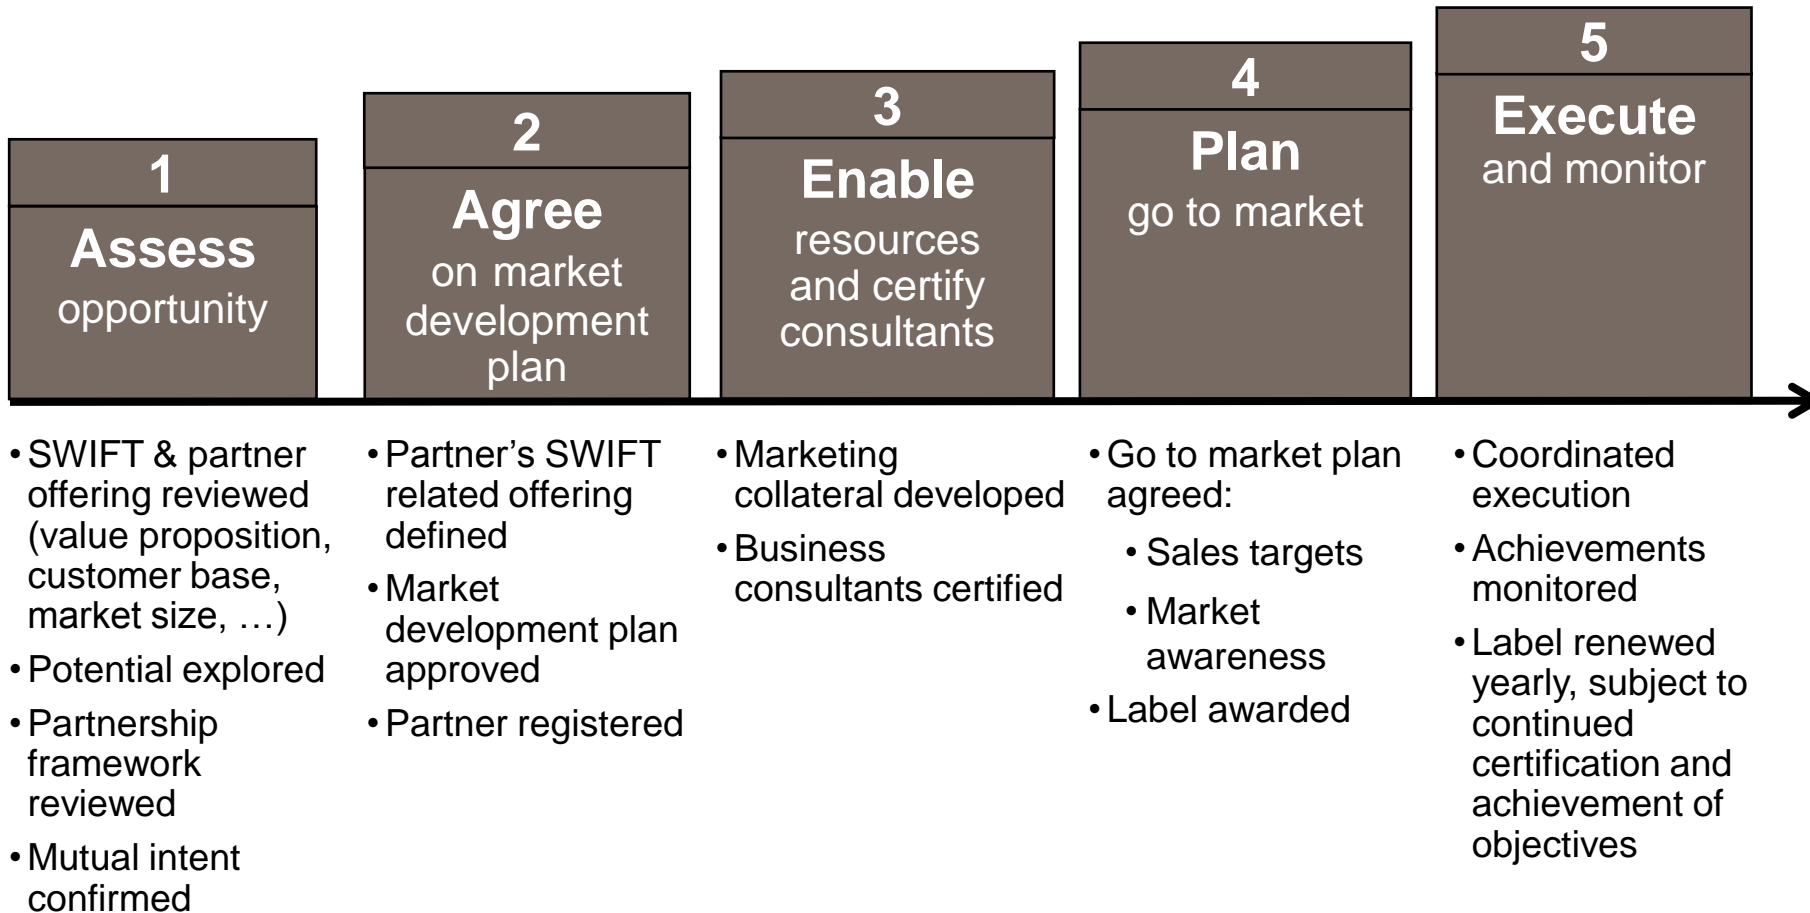 1
Assess
opportunity
2
Agree
on market
development
plan
3
Enable
resources
and certify
consultants
4
Plan
go to market
5
Execute
and monitor
• SWIFT & partner
offering reviewed
(value proposition,
customer base,
market size, …)
• Potential explored
• Partnership
framework
reviewed
• Mutual intent
confirmed
• Partner’s SWIFT
related offering
defined
• Market
development plan
approved
• Partner registered
• Marketing
collateral developed
• Business
consultants certified
• Go to market plan
agreed:
• Sales targets
• Market
awareness
• Label awarded
• Coordinated
execution
• Achievements
monitored
• Label renewed
yearly, subject to
continued
certification and
achievement of
objectives